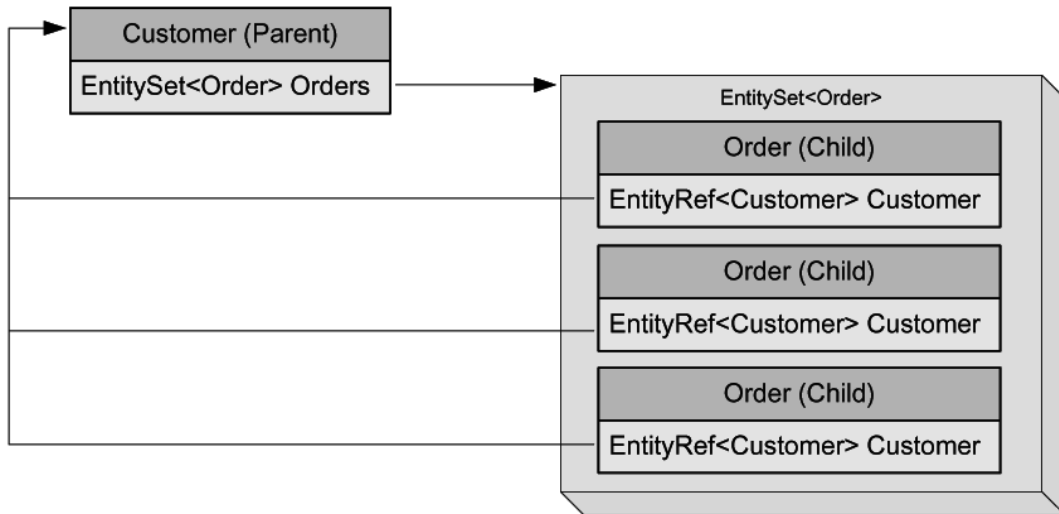 Customer (Parent)
EntitySet<Order> Orders
EntitySet<Order>
Order (Child)
EntityRef<Customer> Customer
Order (Child)
EntityRef<Customer> Customer
Order (Child)
EntityRef<Customer> Customer